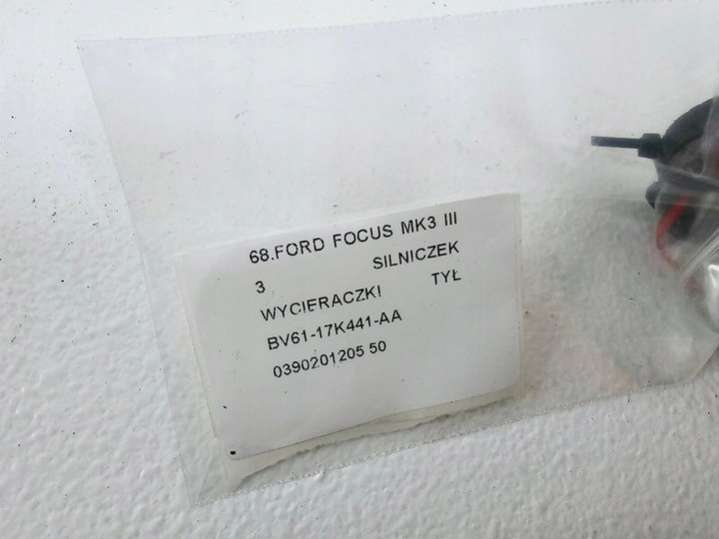 68.FORD FOCUS MK3 III
3 SILNICZEK
WYCIERACZKI TYŁ
BV61-17K441-AA
0390201205 50